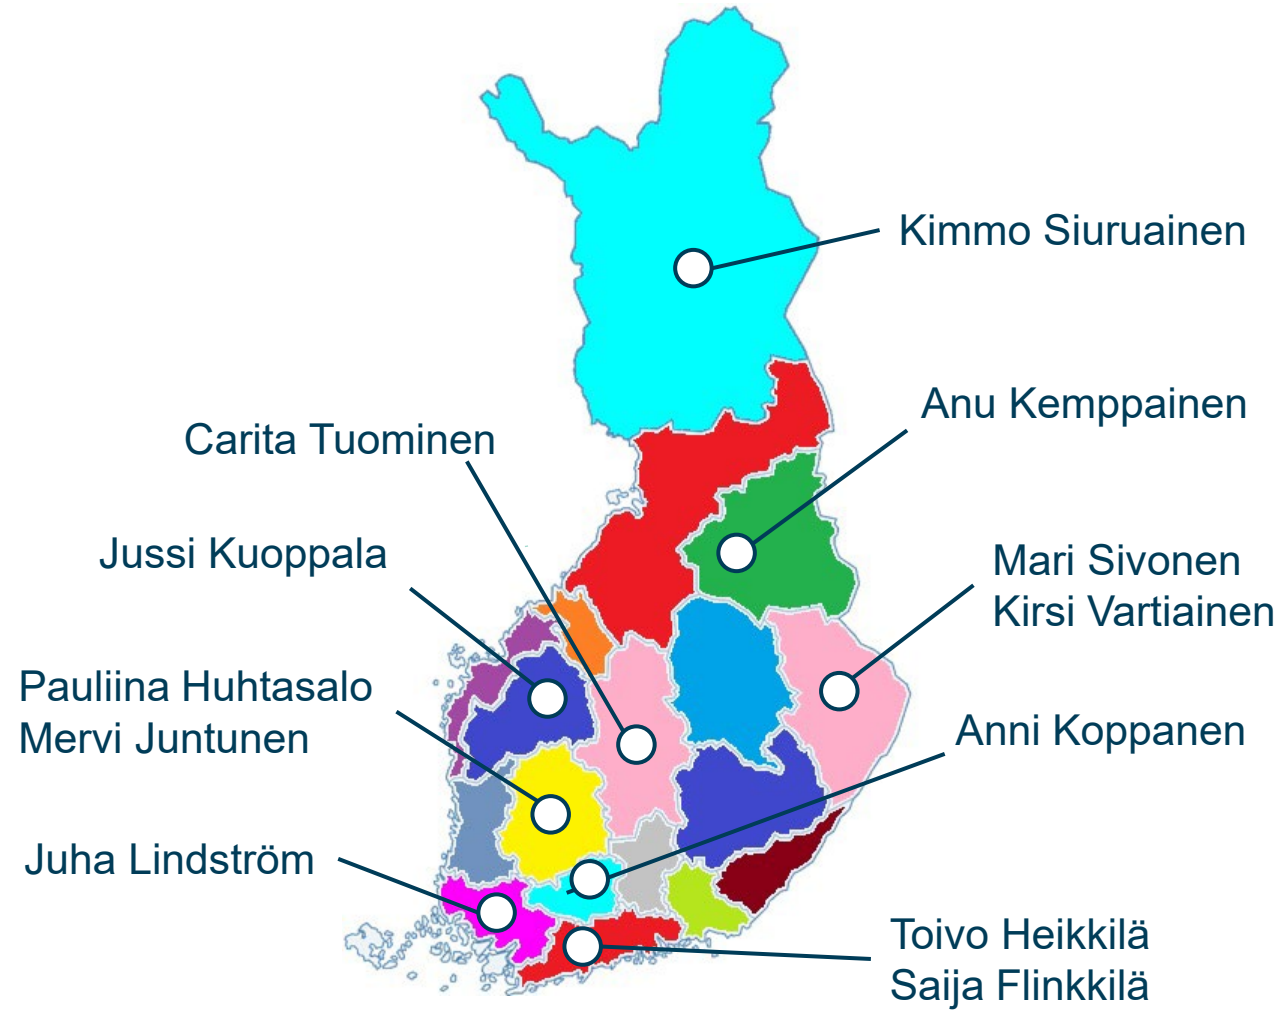 Kimmo Siuruainen
Anu Kemppainen
Carita Tuominen
Jussi Kuoppala
Mari Sivonen
Kirsi Vartiainen
Pauliina Huhtasalo
Mervi Juntunen
Anni Koppanen
Juha Lindström
Toivo Heikkilä
Saija Flinkkilä